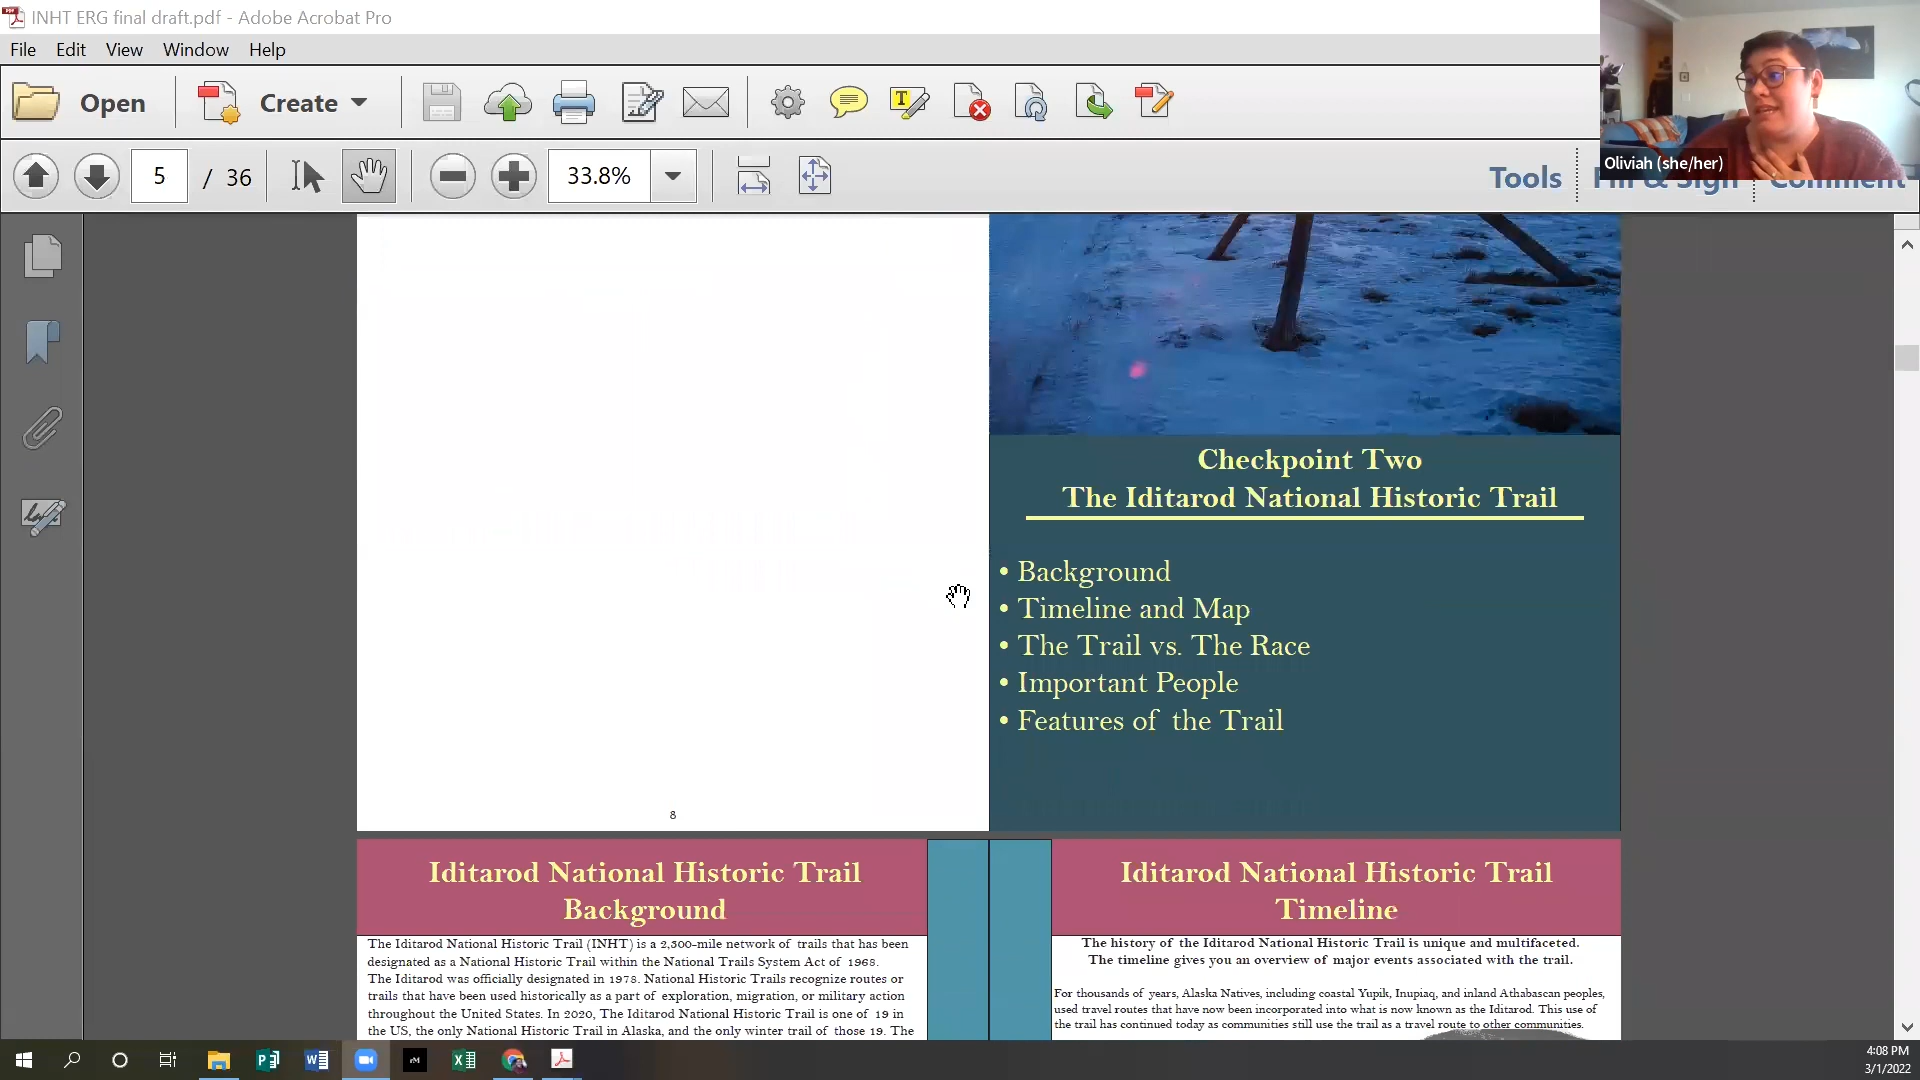 INHT ERG final draft.pdf - Adobe Acrobat Pro
File Edit View Window Help
Open
Create
5 / 36
33.8%
Tools
Fill & Sign
Comment
Oliviah (she/her)
Checkpoint Two
The Iditarod National Historic Trail
• Background
• Timeline and Map
• The Trail vs. The Race
• Important People
• Features of the Trail
8
Iditarod National Historic Trail
Background
The Iditarod National Historic Trail (INHT) is a 2,300-mile network of trails that has been
designated as a National Historic Trail within the National Trails System Act of 1968.
The Iditarod was officially designated in 1978. National Historic Trails recognize routes or
trails that have been used historically as a part of exploration, migration, or military action
throughout the United States. In 2020, The Iditarod National Historic Trail is one of 19 in
the US, the only National Historic Trail in Alaska, and the only winter trail of those 19. The
Iditarod National Historic Trail
Timeline
The history of the Iditarod National Historic Trail is unique and multifaceted.
The timeline gives you an overview of major events associated with the trail.
For thousands of years, Alaska Natives, including coastal Yupik, Inupiaq, and inland Athabascan peoples,
used travel routes that have now been incorporated into what is now known as the Iditarod. This use of
the trail has continued today as communities still use the trail as a travel route to other communities.
4:08 PM
3/1/2022